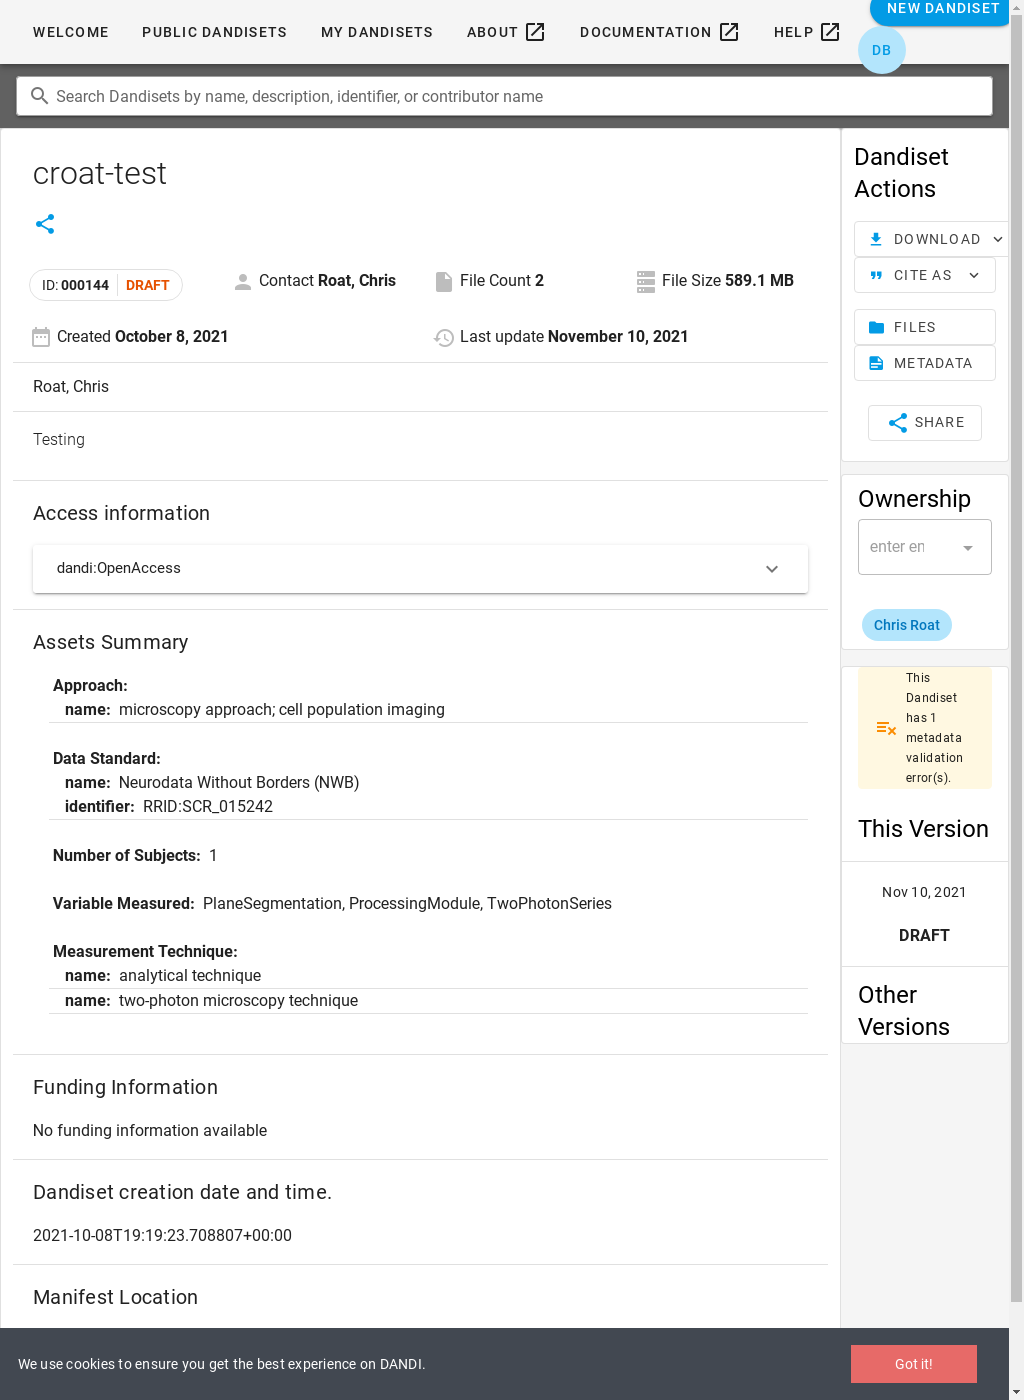 WELCOME
PUBLIC DANDISETS
MY DANDISETS
ABOUT
DOCUMENTATION
HELP
NEW DANDISET
DB
Search Dandisets by name, description, identifier, or contributor name
croat-test
ID: 000144 DRAFT
Contact Roat, Chris
File Count 2
File Size 589.1 MB
Created October 8, 2021
Last update November 10, 2021
Roat, Chris
Testing
Access information
dandi:OpenAccess
Assets Summary
Approach:
name: microscopy approach; cell population imaging
Data Standard:
name: Neurodata Without Borders (NWB)
identifier: RRID:SCR_015242
Number of Subjects: 1
Variable Measured: PlaneSegmentation, ProcessingModule, TwoPhotonSeries
Measurement Technique:
name: analytical technique
name: two-photon microscopy technique
Funding Information
No funding information available
Dandiset creation date and time.
2021-10-08T19:19:23.708807+00:00
Manifest Location
Dandiset
Actions
DOWNLOAD
CITE AS
FILES
METADATA
SHARE
Ownership
enter en
Chris Roat
This
Dandiset
has 1
metadata
validation
error(s).
This Version
Nov 10, 2021
DRAFT
Other
Versions
We use cookies to ensure you get the best experience on DANDI.
Got it!